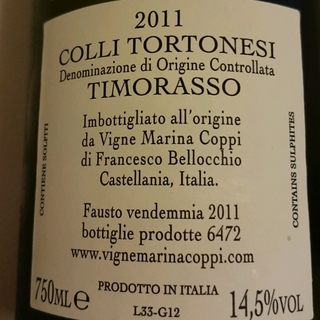 2011
COLLI TORTONESI
Denominazione di Origine Controllata
TIMORASSO
Imbottigliato all'origine
da Vigne Marina Coppi
di Francesco Bellocchio
Castellania, Italia.
CONTIENE SOLFITI
CONTAINS SULPHITES
Fausto vendemmia 2011
bottiglie prodotte 6472
www.vignemarinacoppi.com
750ML e
PRODOTTO IN ITALIA
14,5%VOL
L33-G12